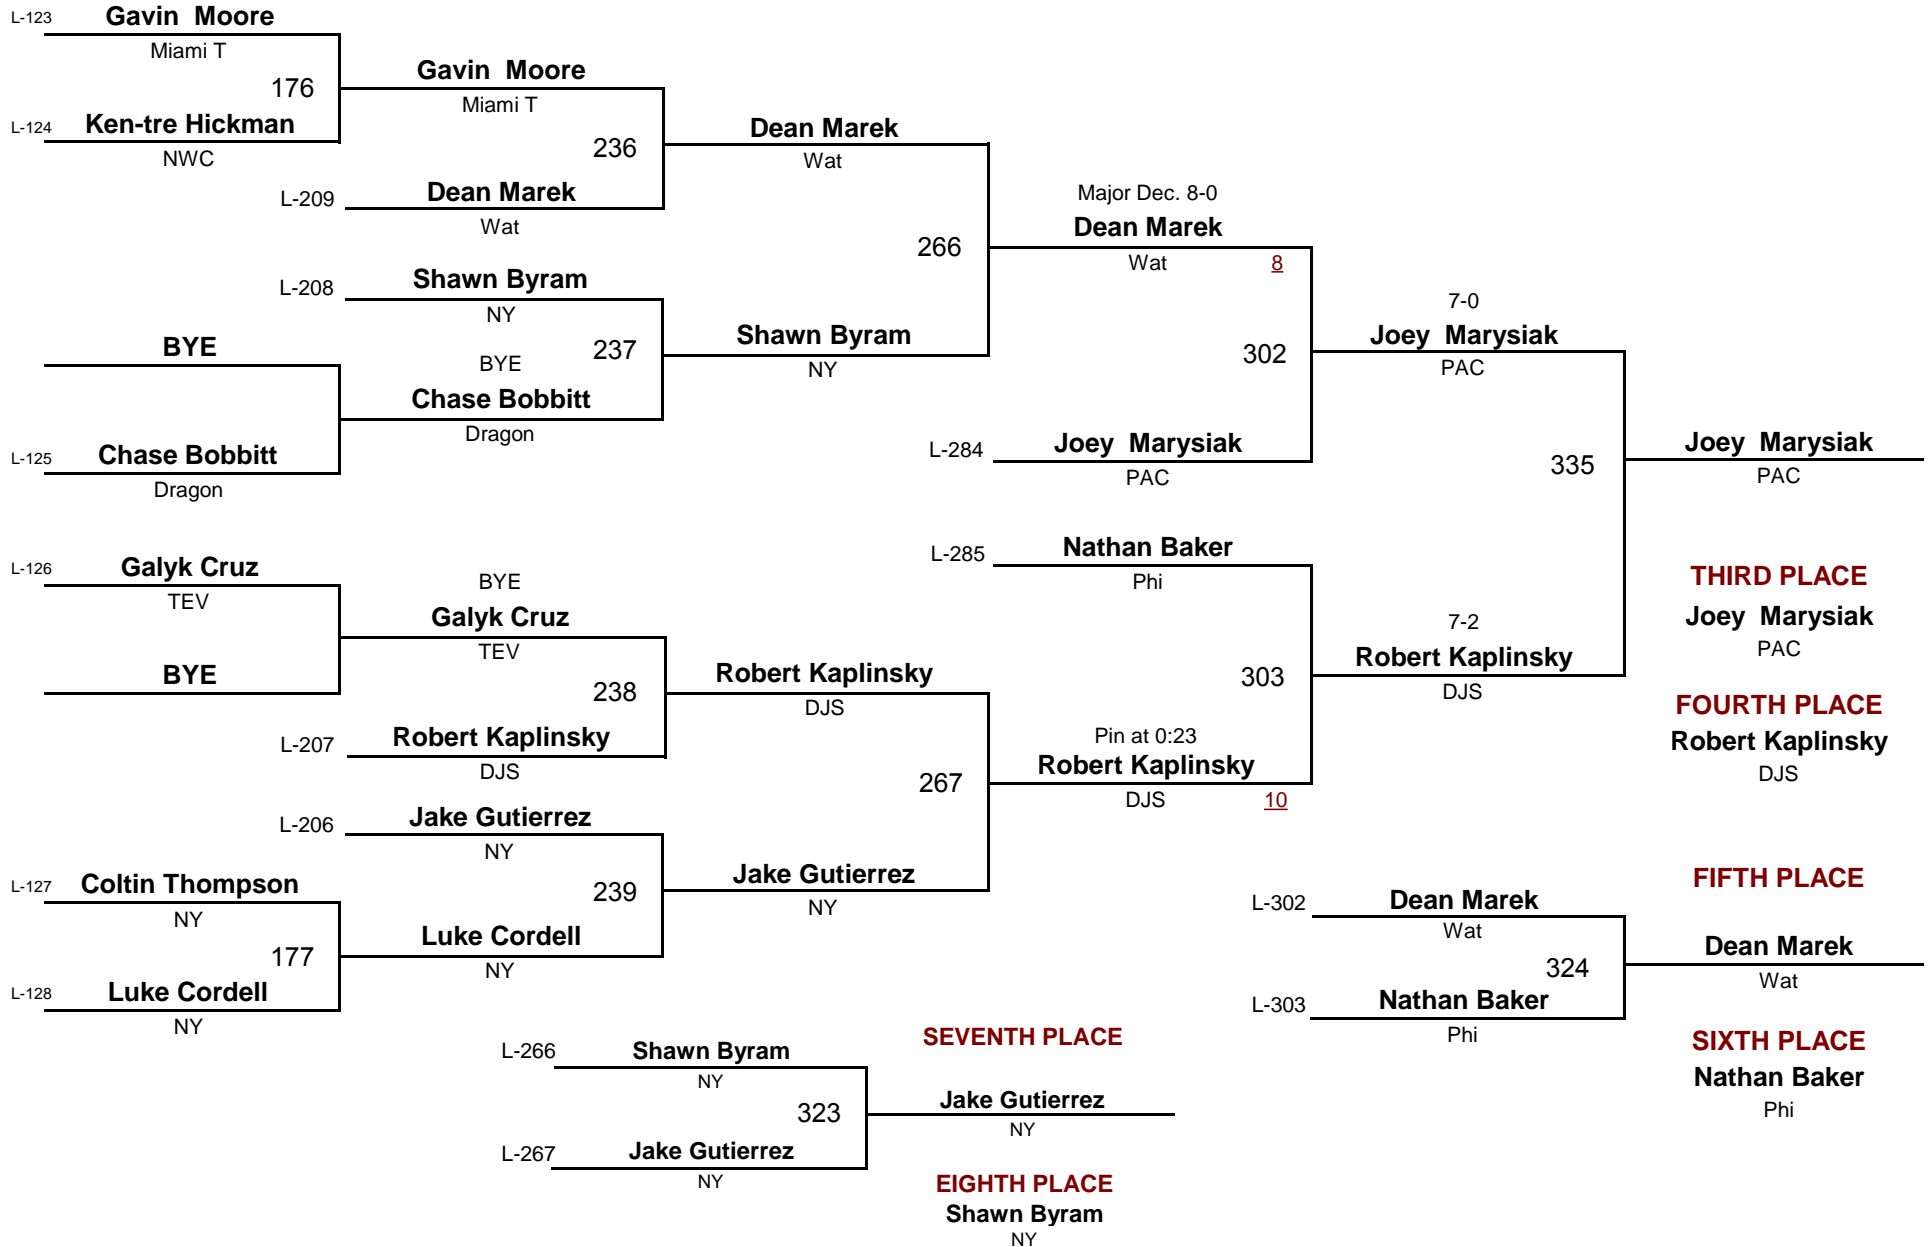 L-123 Gavin  Moore
Miami T
176
L-124 Ken-tre Hickman
NWC
Gavin  Moore
Miami T
236
L-209 Dean Marek
Wat
Dean Marek
Wat
L-208 Shawn Byram
NY
237
BYE
BYE
Chase Bobbitt
Dragon
L-125 Chase Bobbitt
Dragon
Shawn Byram
NY
266
Major Dec. 8-0
Dean Marek
Wat 8
302
L-284 Joey  Marysiak
PAC
7-0
Joey  Marysiak
PAC
335
Joey  Marysiak
PAC
L-126 Galyk Cruz
TEV
BYE
BYE
Galyk Cruz
TEV
238
L-207 Robert Kaplinsky
DJS
Robert Kaplinsky
DJS
L-206 Jake Gutierrez
NY
239
L-127 Coltin Thompson
NY
177
L-128 Luke Cordell
NY
Luke Cordell
NY
Jake Gutierrez
NY
267
L-285 Nathan Baker
Phi
303
Pin at 0:23
Robert Kaplinsky
DJS 10
7-2
Robert Kaplinsky
DJS
THIRD PLACE
Joey  Marysiak
PAC
FOURTH PLACE
Robert Kaplinsky
DJS
L-302 Dean Marek
Wat
324
L-303 Nathan Baker
Phi
FIFTH PLACE
Dean Marek
Wat
SIXTH PLACE
Nathan Baker
Phi
L-266 Shawn Byram
NY
323
L-267 Jake Gutierrez
NY
SEVENTH PLACE
Jake Gutierrez
NY
EIGHTH PLACE
Shawn Byram
NY